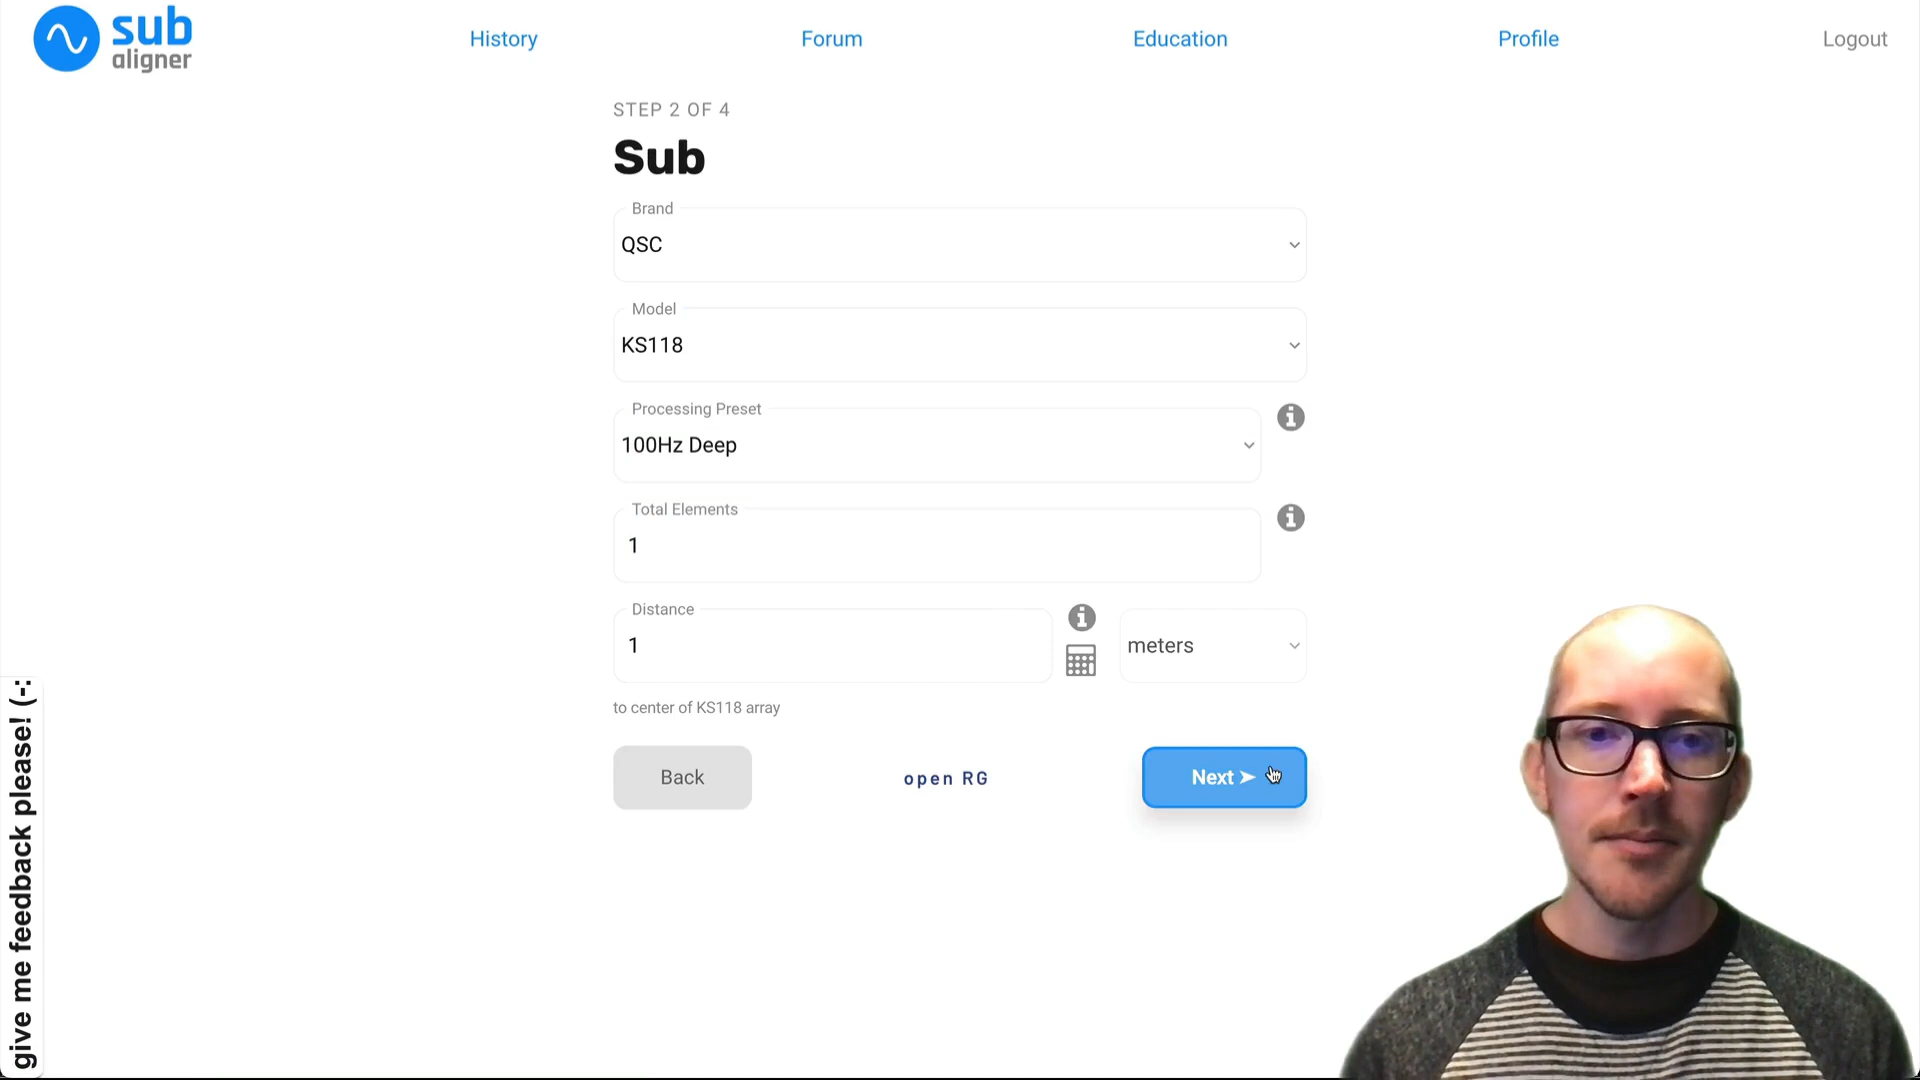 sub
aligner
History
Forum
Education
Profile
Logout
STEP 2 OF 4
Sub
Brand
QSC
Model
KS118
Processing Preset
100Hz Deep
Total Elements
1
Distance
1
meters
to center of KS118 array
Back
open RG
Next ➤
give me feedback please! (-: